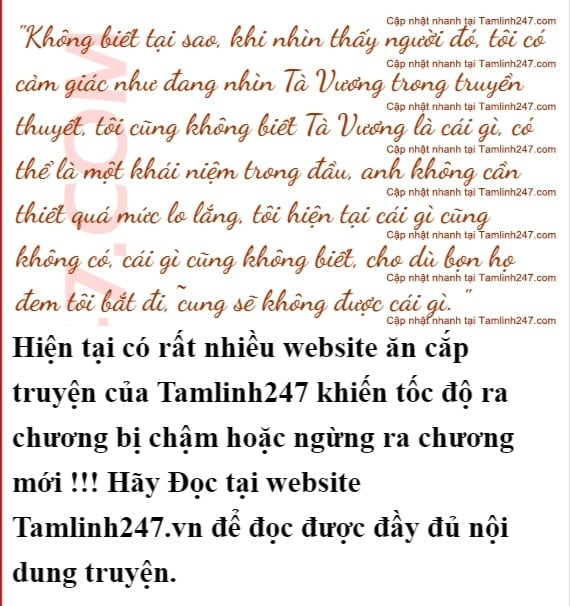 Cập nhật nhanh tại Tamlinh247.com
"Không biết tại sao, khi nhìn thấy người đó, tôi có
Cập nhật nhanh tại Tamlinh247.com
cảm giác như đang nhìn Tà Vương trong truyền
Cập nhật nhanh tại Tamlinh247.com
thuyết, tôi cũng không biết Tà Vương là cái gì, có
Cập nhật nhanh tại Tamlinh247.com
thể là một khái niệm trong đầu, anh không cần
Cập nhật nhanh tại Tamlinh247.com
thiết quá mức lo lắng, tôi hiện tại cái gì cũng
Cập nhật nhanh tại Tamlinh247.com
không có, cái gì cũng không biết, cho dù bọn họ
Cập nhật nhanh tại Tamlinh247.com
đem tôi bắt đi, cũng sẽ không được cái gì. "
Cập nhật nhanh tại Tamlinh247.com
7.COM
Hiện tại có rất nhiều website ăn cắp
truyện của Tamlinh247 khiến tốc độ ra
chương bị chậm hoặc ngừng ra chương
mới !!! Hãy Đọc tại website
Tamlinh247.vn để đọc được đầy đủ nội
dung truyện.